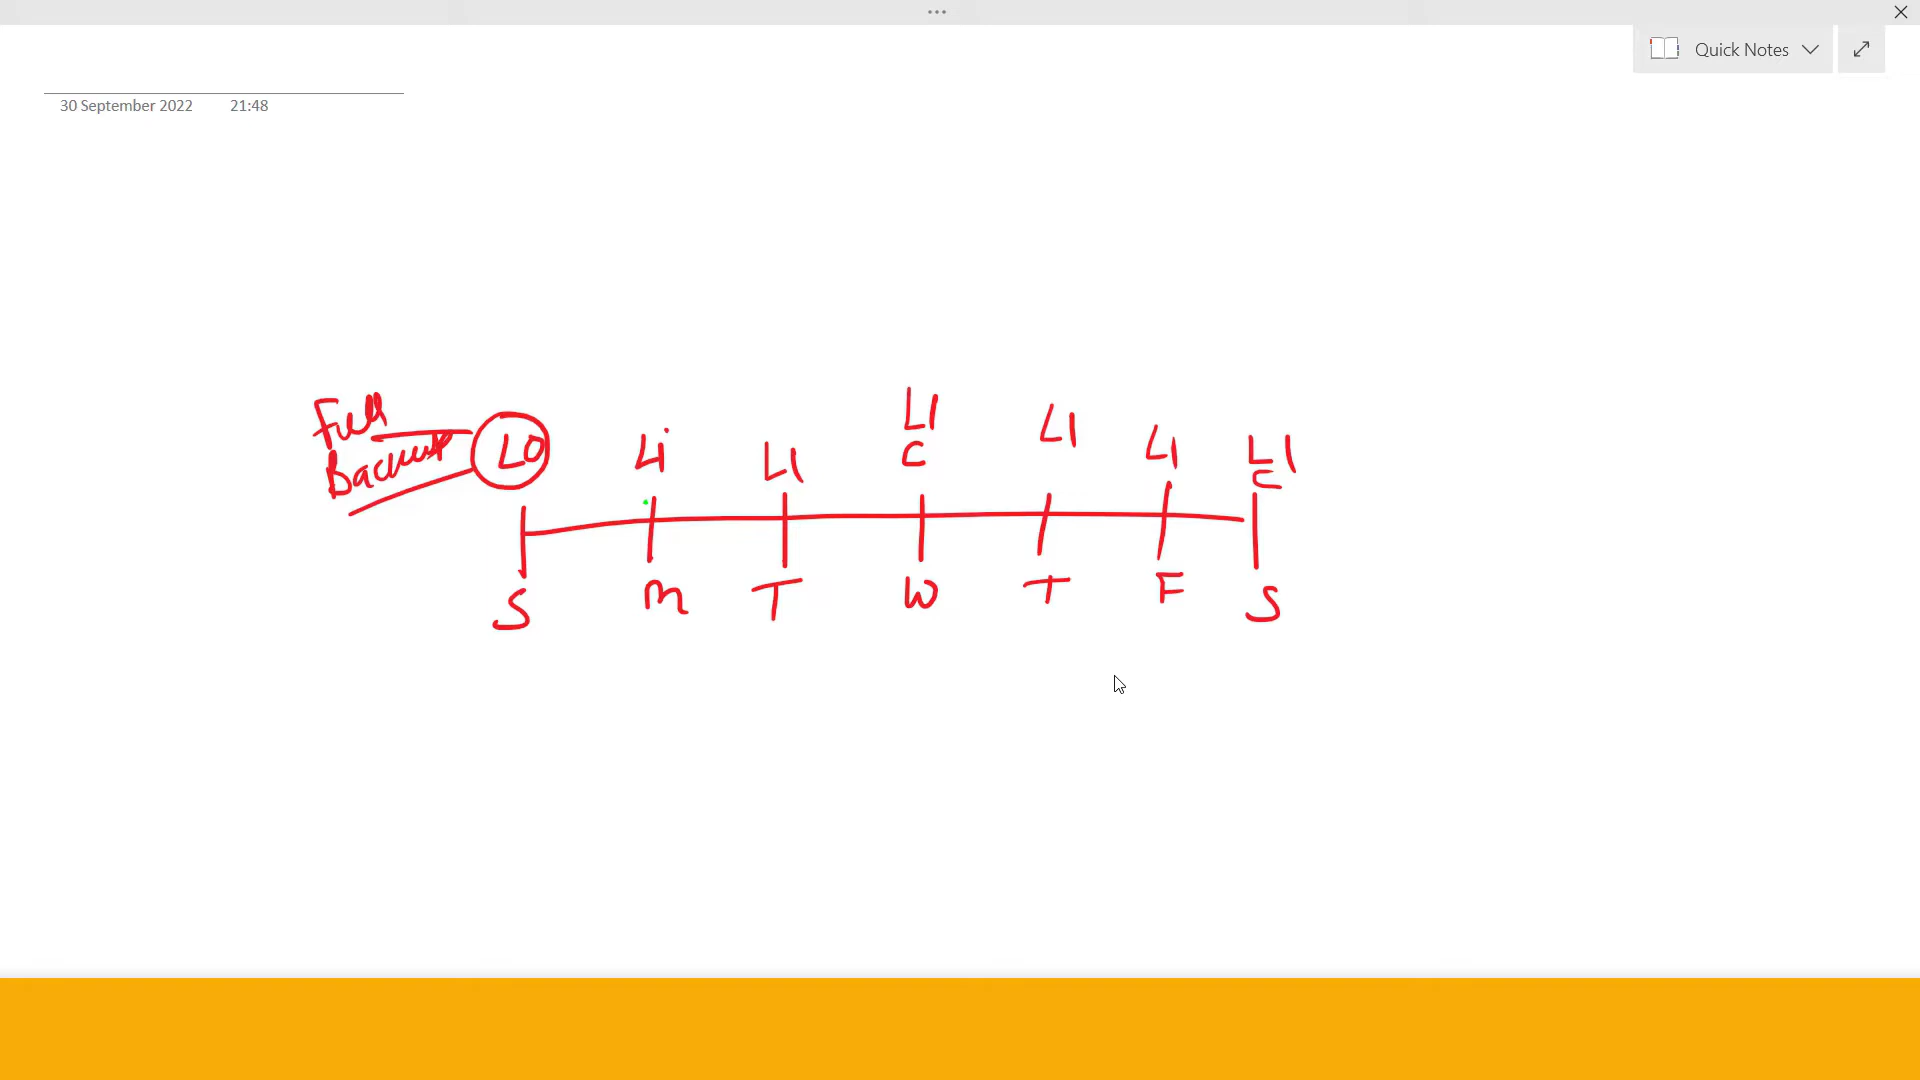 Quick Notes
30 September 2022 21:48
Full
Backup
L0 L1 L1 L1 L1 L1 L1
C C
S M T W T F S